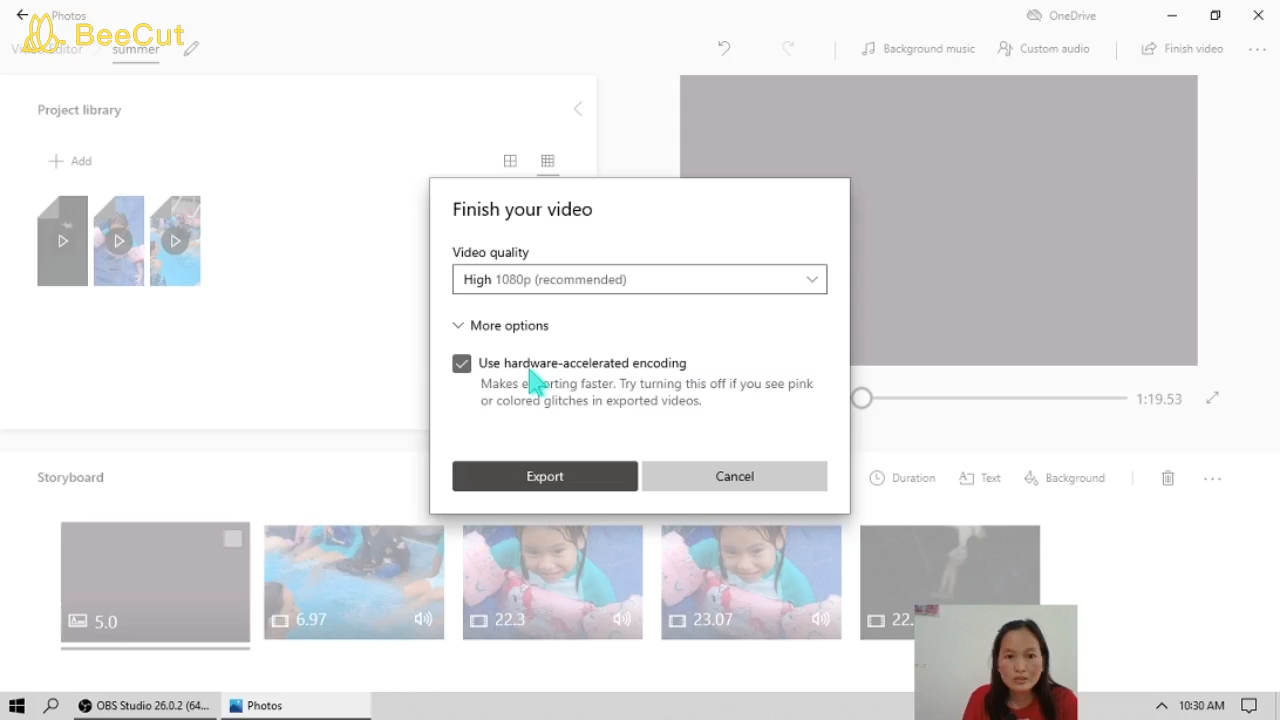 Photos
OneDrive
BeeCut
Video Editor
summer
Background music
Custom audio
Finish video
Project library
Add
Finish your video
Video quality
High 1080p (recommended)
More options
Use hardware-accelerated encoding
Makes exporting faster. Try turning this off if you see pink
or colored glitches in exported videos.
1:19.53
Export
Cancel
Storyboard
Duration
Text
Background
5.0
6.97
22.3
23.07
22.
OBS Studio 26.0.2 (64...
Photos
10:30 AM